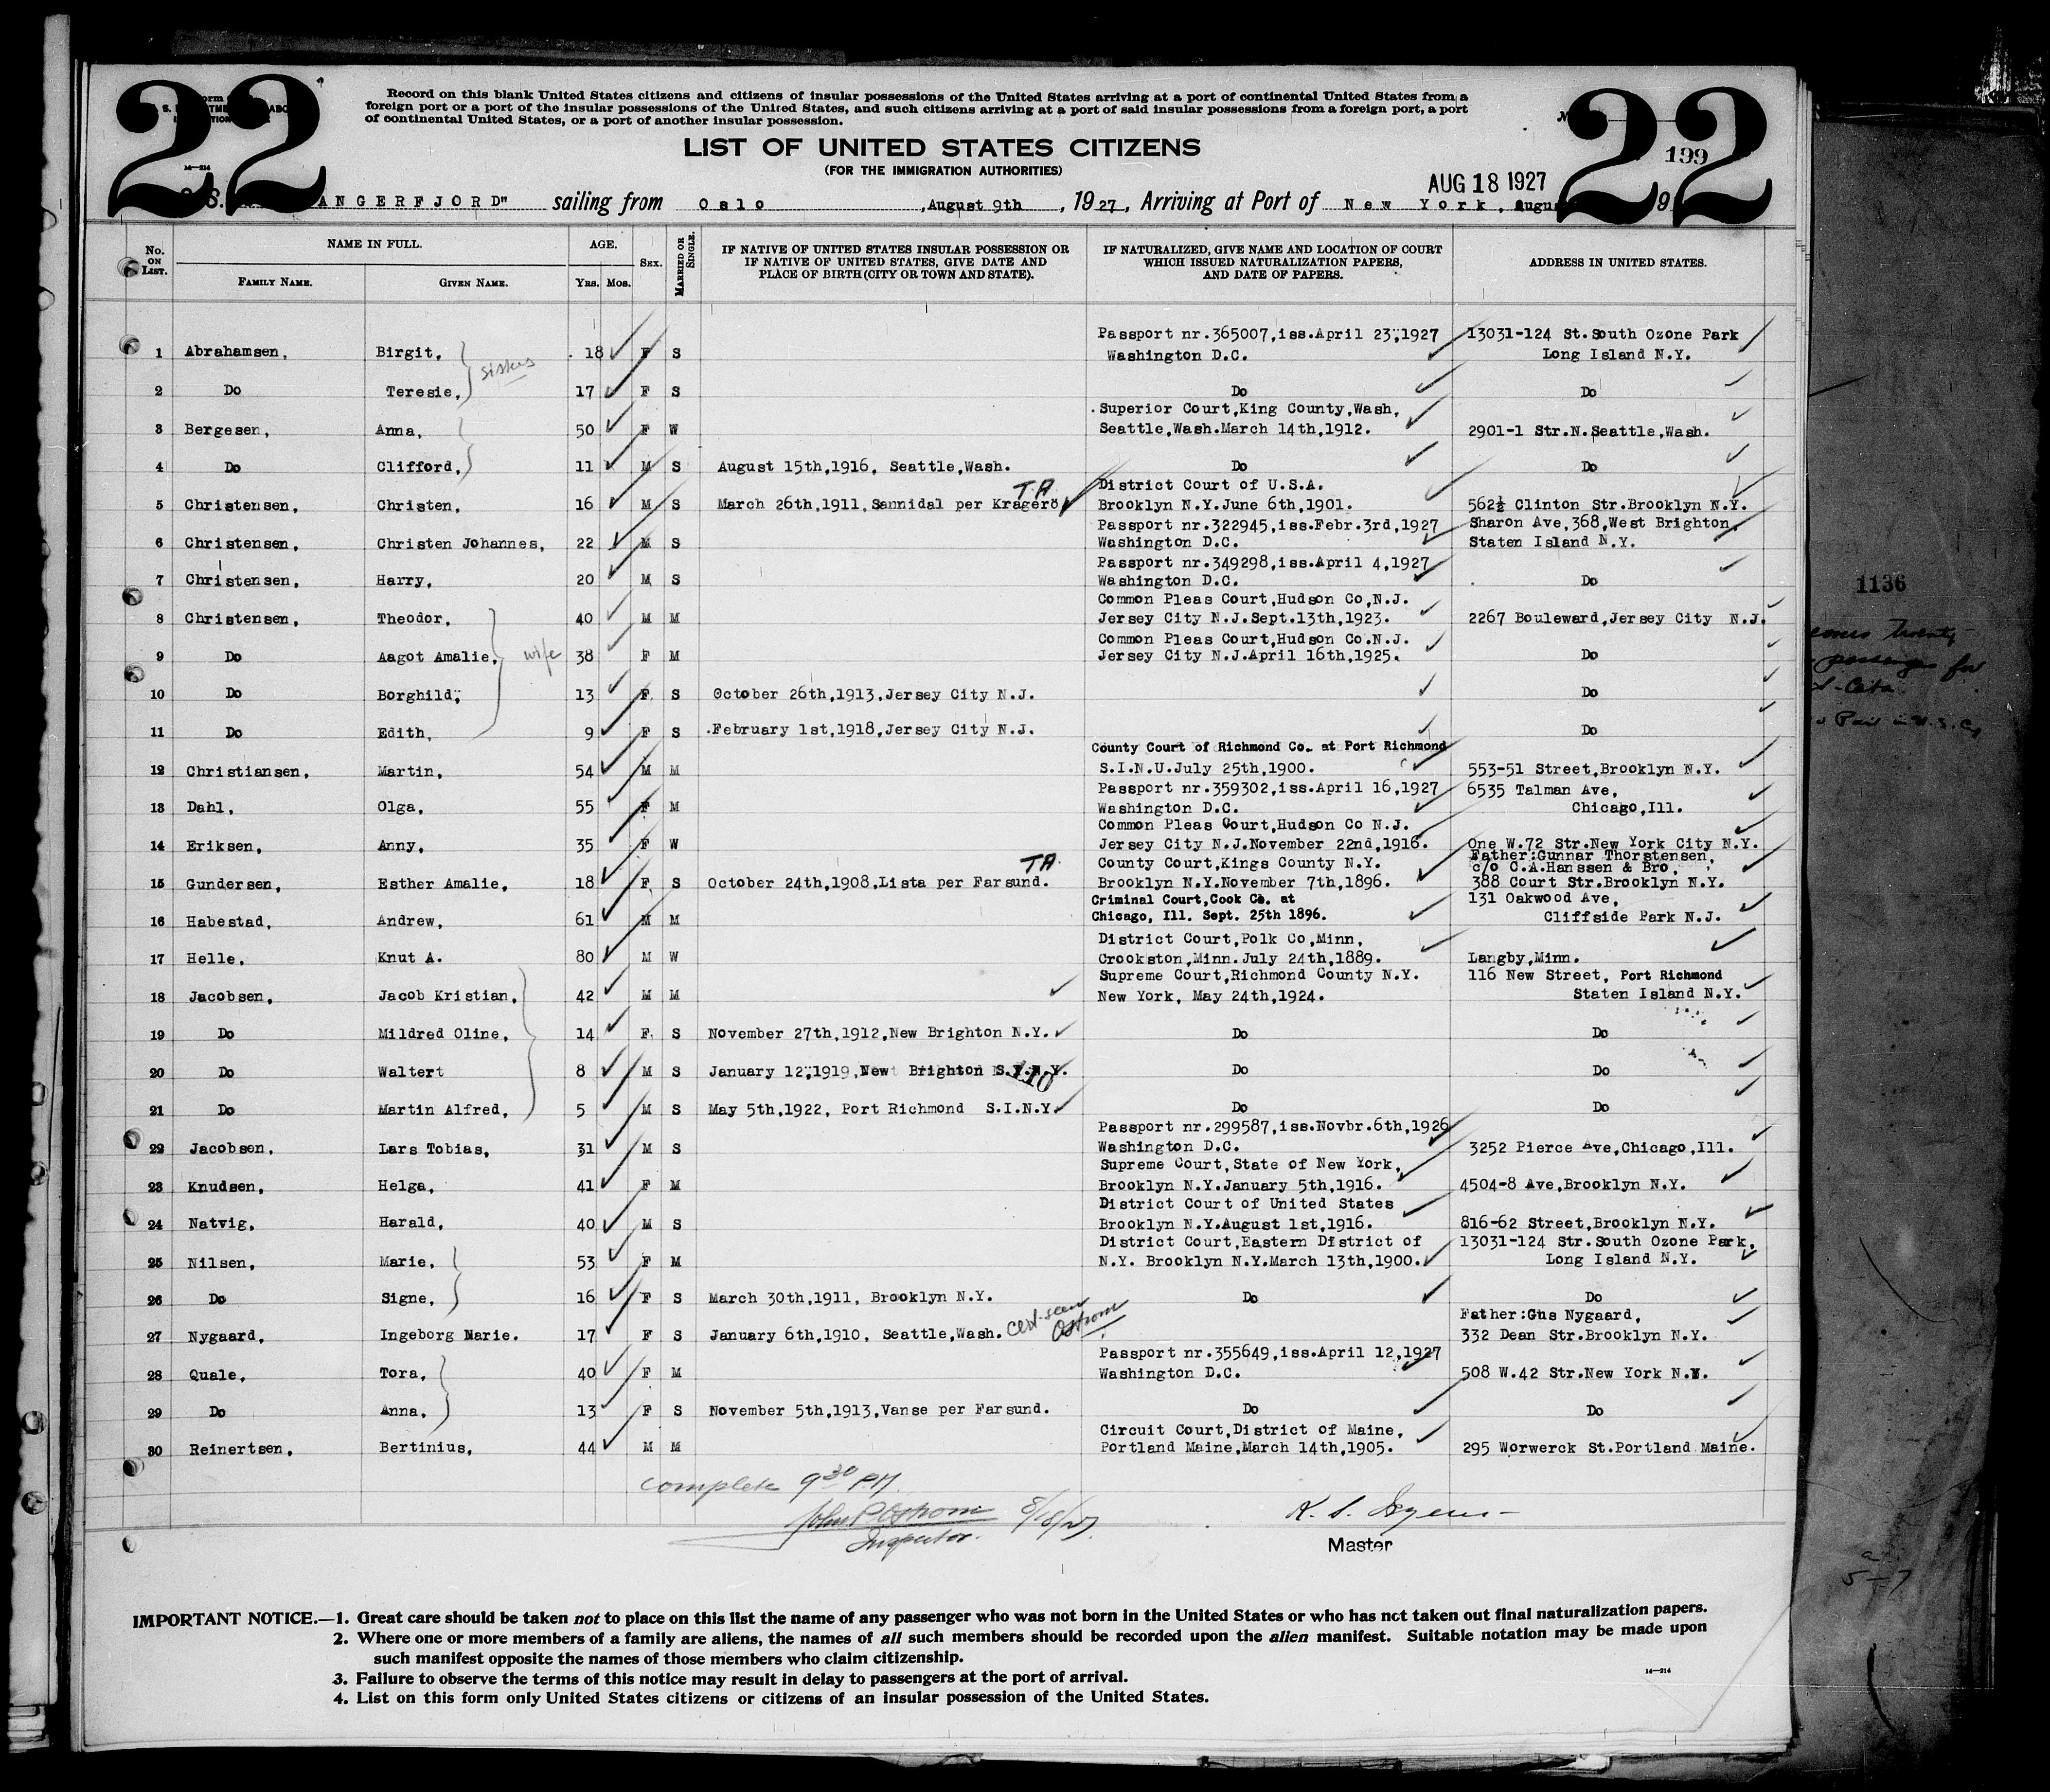 22
22
Record on this blank United States citizens and citizens of insular possessions of the United States arriving at a port of continental United States from a
foreign port or a port of the insular possessions of the United States, and such citizens arriving at a port of said insular possessions from a foreign port, a port
of continental United States, or a port of another insular possession.
LIST OF UNITED STATES CITIZENS
(FOR THE IMMIGRATION AUTHORITIES)
199
14-214
AUG 18 1927
ANGERFJORD" sailing from Oslo, August 9th, 1927, Arriving at Port of New York,
No. ON LIST. NAME IN FULL. AGE. SEX. MARRIED OR SINGLE. IF NATIVE OF UNITED STATES INSULAR POSSESSION OR IF NATIVE OF UNITED STATES, GIVE DATE AND PLACE OF BIRTH (CITY OR TOWN AND STATE). IF NATURALIZED, GIVE NAME AND LOCATION OF COURT WHICH ISSUED NATURALIZATION PAPERS, AND DATE OF PAPERS. ADDRESS IN UNITED STATES.
FAMILY NAME. GIVEN NAME. YRS. MOS.
Passport nr.365007,iss.April 23,1927 13031-124 St.South Ozone Park
1 Abrahamsen, Birgit, sisters 18 F S Washington D.C. Long Island N.Y.
2 Do Teresie, 17 F S Do Do
Superior Court,King County,Wash,
3 Bergesen, Anna, 50 F W Seattle,Wash.March 14th,1912. 2901-1 Str.N.Seattle,Wash.
4 Do Clifford, 11 M S August 15th,1916, Seattle,Wash. Do Do
T.A. District Court of U.S.A.
5 Christensen, Christen, 16 M S March 26th,1911,Sannidal per Kragerö Brooklyn N.Y.June 6th,1901. 562½ Clinton Str.Brooklyn N.Y.
Passport nr.322945,iss.Febr.3rd,1927 Sharon Ave,368,West Brighton,
6 Christensen, Christen Johannes, 22 M S Washington D.C. Staten Island N.Y.
Passport nr.349298,iss.April 4,1927
7 Christensen, Harry, 20 M S Washington D.C. Do
Common Pleas Court,Hudson Co,N.J.
8 Christensen, Theodor, 40 M M Jersey City N.J.Sept.13th,1923. 2267 Bouleward,Jersey City N.J.
Common Pleas Court,Hudson Co.N.J.
9 Do Aagot Amalie, wife 38 F M Jersey City N.J.April 16th,1925. Do
10 Do Borghild, 13 F S October 26th,1913,Jersey City N.J. Do
11 Do Edith, 9 F S February 1st,1918,Jersey City N.J. Do
County Court of Richmond Co. at Port Richmond
12 Christiansen, Martin, 54 M M S.I.N.U.July 25th,1900. 553-51 Street,Brooklyn N.Y.
Passport nr.359302,iss.April 16,1927 6535 Talman Ave,
13 Dahl, Olga, 55 F M Washington D.C. Chicago,Ill.
Common Pleas Court,Hudson Co N.J.
14 Eriksen, Anny, 35 F W Jersey City N.J.November 22nd,1916. One W.72 Str.New York City N.Y.
Father:Gunnar Thorstensen,
TA County Court,Kings County N.Y. c/o C.A.Hanssen & Bro,
15 Gundersen, Esther Amalie, 18 F S October 24th,1908,Lista per Farsund. Brooklyn N.Y.November 7th,1896. 388 Court Str.Brooklyn N.Y.
Criminal Court,Cook Co. at 131 Oakwood Ave,
16 Habestad, Andrew, 61 M M Chicago, Ill. Sept. 25th 1896. Cliffside Park N.J.
District Court,Polk Co,Minn,
17 Helle, Knut A. 80 M W Crookston,Minn.July 24th,1889. Langby,Minn.
Supreme Court,Richmond County N.Y. 116 New Street, Port Richmond
18 Jacobsen, Jacob Kristian, 42 M M New York, May 24th,1924. Staten Island N.Y.
19 Do Mildred Oline, 14 F S November 27th,1912,New Brighton N.Y. Do Do
20 Do Waltert 8 M S January 12,1919,New Brighton S.I.N.Y. 110 Do Do
21 Do Martin Alfred, 5 M S May 5th,1922, Port Richmond S.I.N.Y. Do Do
Passport nr.299587,iss.Novbr.6th,1926
22 Jacobsen, Lars Tobias, 31 M S Washington D.C. 3252 Pierce Ave,Chicago,Ill.
Supreme Court,State of New York,
23 Knudsen, Helga, 41 F M Brooklyn N.Y.January 5th,1916. 4504-8 Ave,Brooklyn N.Y.
District Court of United States
24 Natvig, Harald, 40 M S Brooklyn N.Y.August 1st,1916. 816-62 Street,Brooklyn N.Y.
District Court,Eastern District of 13031-124 Str.South Ozone Park,
25 Nilsen, Marie, 53 F M N.Y. Brooklyn N.Y.March 13th,1900. Long Island N.Y.
26 Do Signe, 16 F S March 30th,1911, Brooklyn N.Y. Do Do
Father:Gus Nygaard,
27 Nygaard, Ingeborg Marie. 17 F S January 6th,1910, Seattle,Wash. cert. seen Ostrom 332 Dean Str.Brooklyn N.Y.
Passport nr.355649,iss.April 12,1927
28 Quale, Tora, 40 F M Washington D.C. 508 W.42 Str.New York N.Y.
29 Do Anna, 13 F S November 5th,1913,Vanse per Farsund. Do Do
Circuit Court,District of Maine,
30 Reinertsen, Bertinius, 44 M M Portland Maine,March 14th,1905. 295 Worwerck St.Portland Maine.
complete 9 30 PM.
John P Ostrom 8/18/27
Inspector.
K. S.
Master
IMPORTANT NOTICE.—1. Great care should be taken not to place on this list the name of any passenger who was not born in the United States or who has not taken out final naturalization papers.
2. Where one or more members of a family are aliens, the names of all such members should be recorded upon the alien manifest. Suitable notation may be made upon
such manifest opposite the names of those members who claim citizenship.
3. Failure to observe the terms of this notice may result in delay to passengers at the port of arrival.
4. List on this form only United States citizens or citizens of an insular possession of the United States.
14-214
1136
passenger for